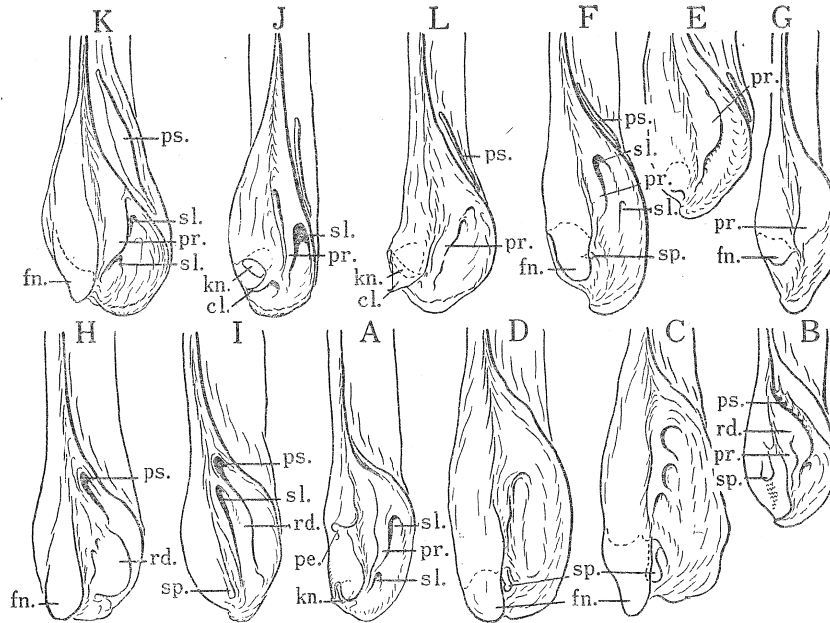 K J L F E G
ps.
sl.
pr.
sl.
fn.
sl.
pr.
kn.
cl.
ps.
pr.
kn.
cl.
ps.
sl.
pr.
sl.
sp.
fn.
pr.
pr.
fn.
H I A D C B
ps.
rd.
fn.
ps.
sl.
rd.
sp.
pe.
kn.
sl.
pr.
sl.
sp.
fn.
ps.
rd.
pr.
sp.